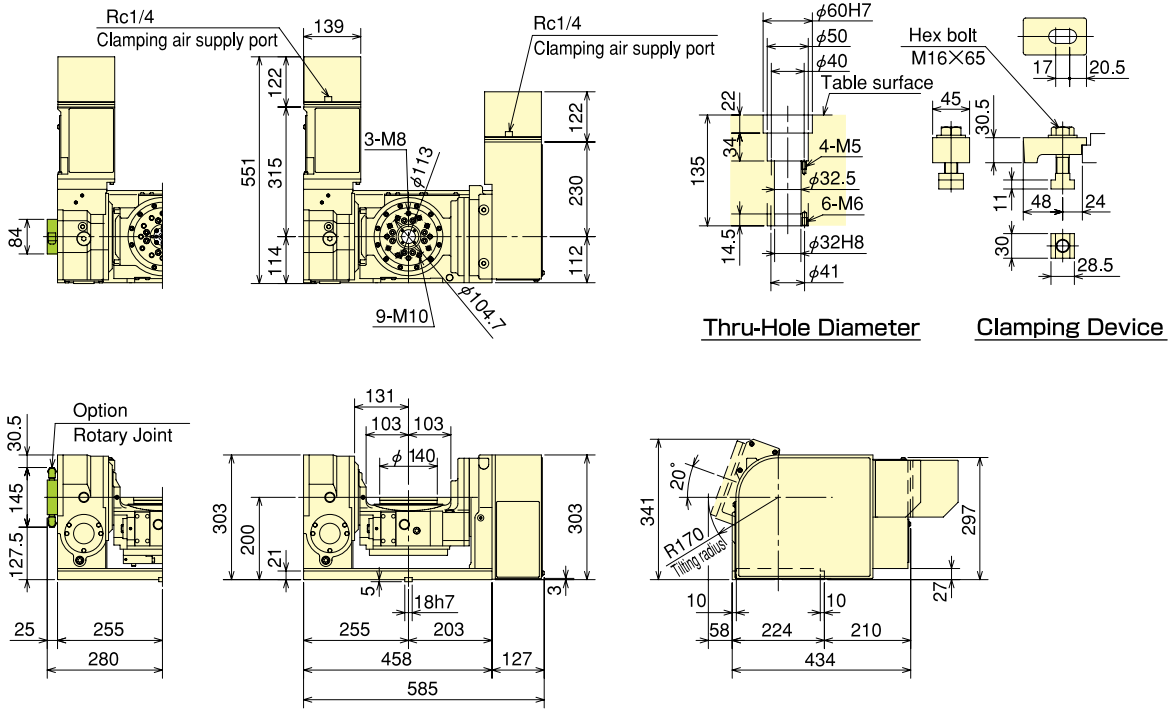 Rc1/4
Clamping air supply port
139
122
551
315
114
84
3-M8
φ113
9-M10
φ104.7
Rc1/4
Clamping air supply port
122
230
112
φ60H7
φ50
φ40
Table surface
22
34
135
14.5
4-M5
φ32.5
6-M6
φ32H8
φ41
Thru-Hole Diameter
Hex bolt
M16×65
17
20.5
45
30.5
11
48
24
30
28.5
Clamping Device
Option
Rotary Joint
30.5
145
127.5
25
255
280
131
103
103
φ140
303
200
21
5
18h7
303
3
255
203
458
127
585
341
20°
R170
(Tilting radius)
297
27
10
10
58
224
210
434